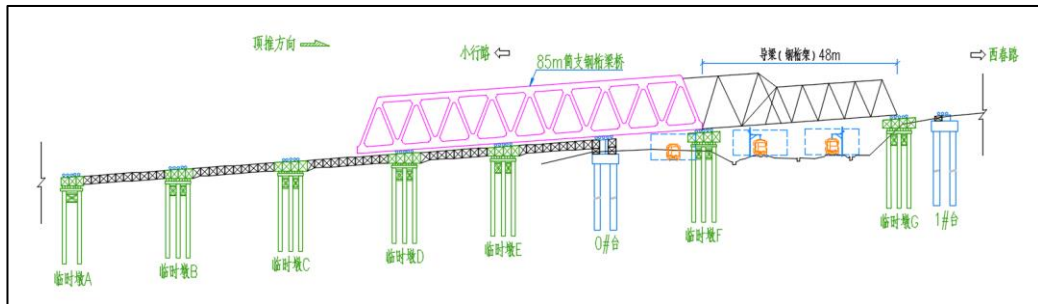 顶推方向
小行路
85m简支钢桁梁桥
导梁(钢桁架)48m
西春路
临时墩A
临时墩B
临时墩C
临时墩D
临时墩E
0#台
临时墩F
临时墩G
1#台